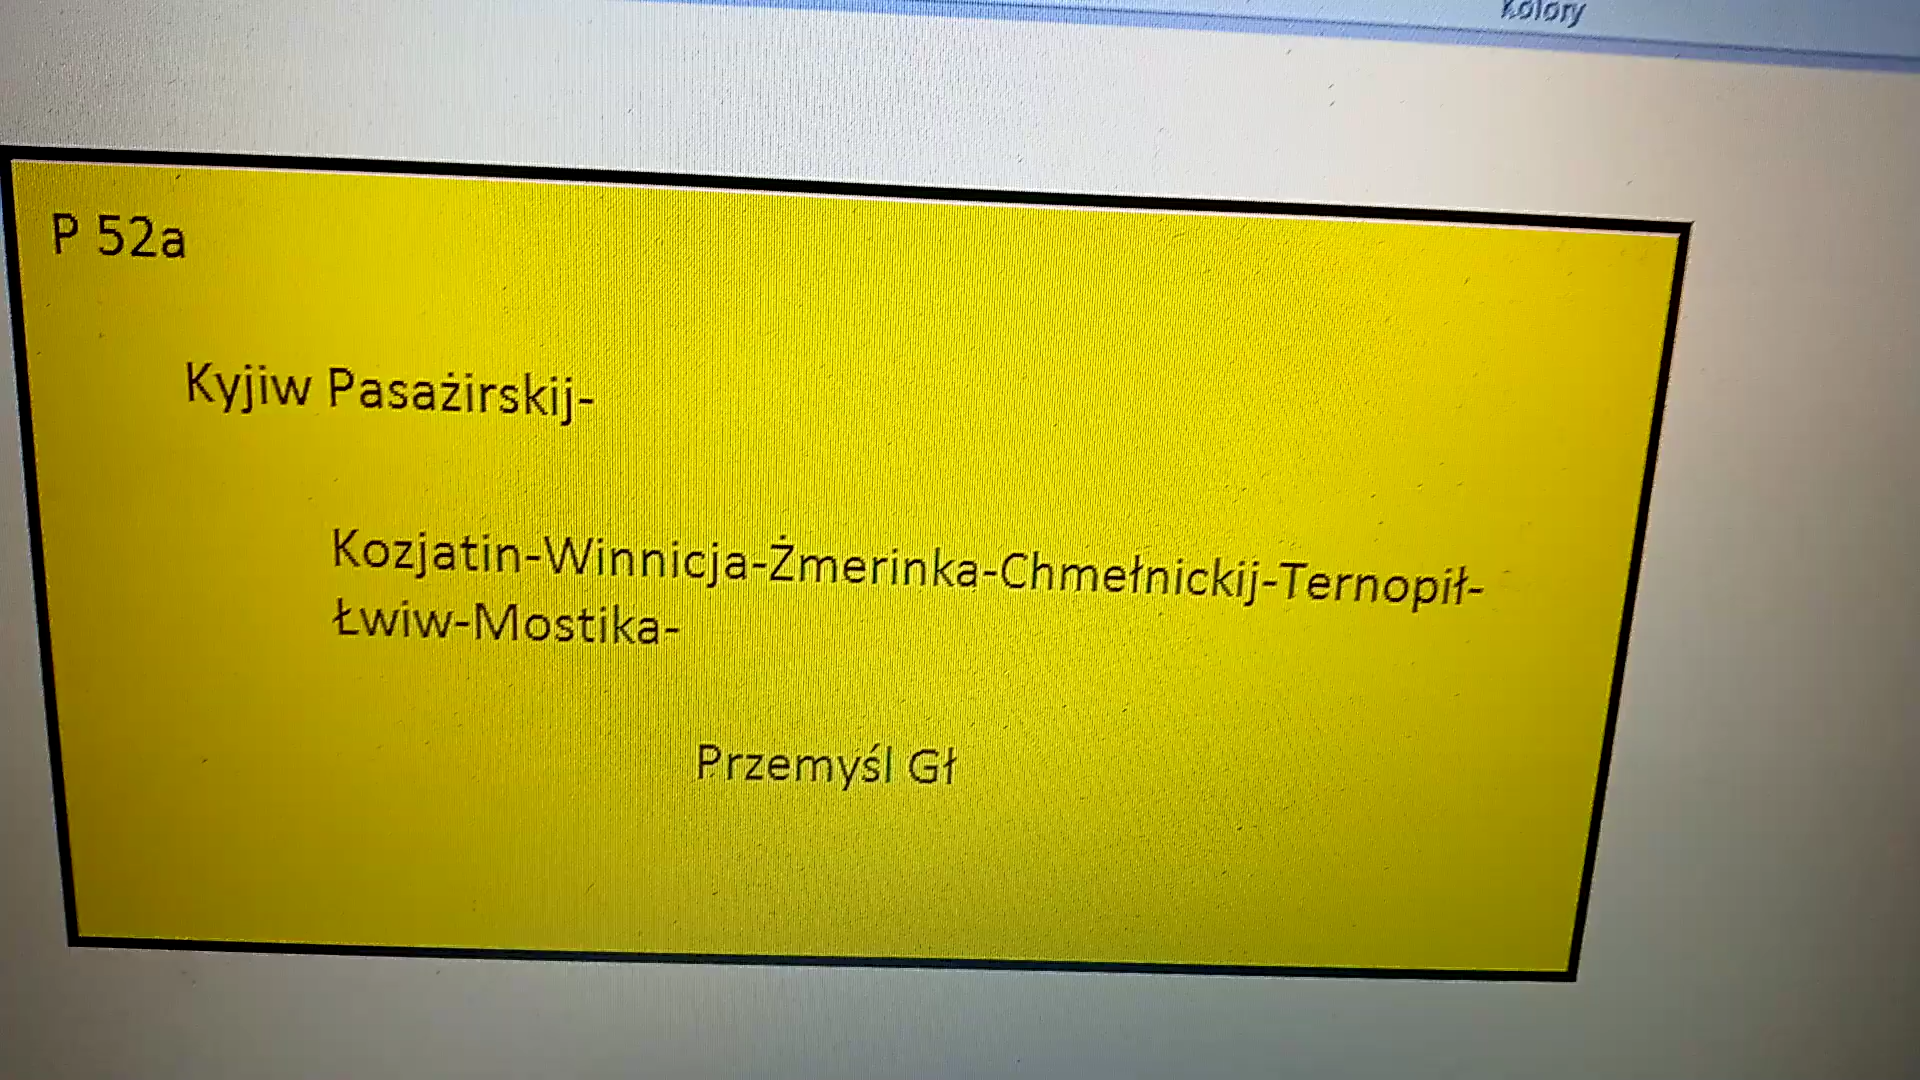 Kolory
P 52a
Kyjiw Pasażirskij-
Kozjatin-Winnicja-Żmerinka-Chmełnickij-Ternopił-
Łwiw-Mostika-
Przemyśl Gł